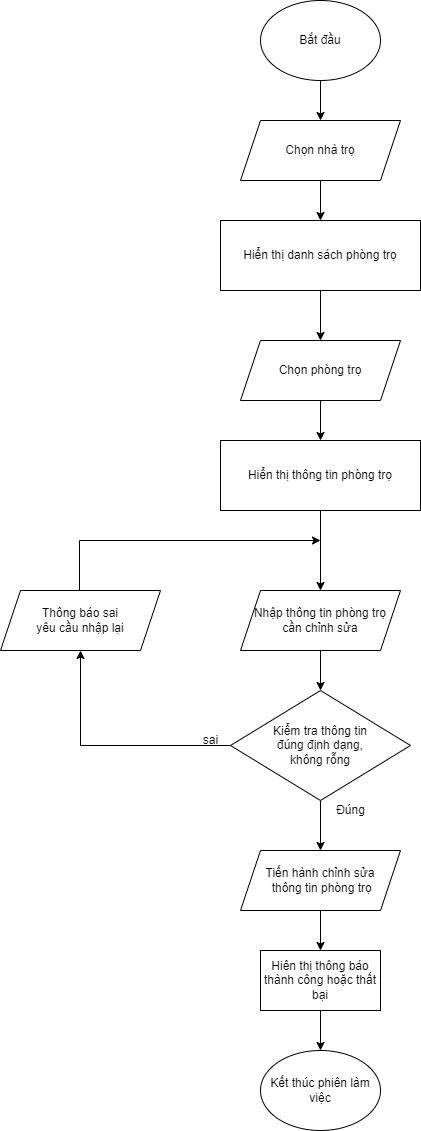 Bắt đầu
Chọn nhà trọ
Hiển thị danh sách phòng trọ
Chọn phòng trọ
Hiển thị thông tin phòng trọ
Thông báo sai
yêu cầu nhập lại
Nhập thông tin phòng trọ
cần chỉnh sửa
Kiểm tra thông tin
đúng định dạng,
không rỗng
sai
Đúng
Tiến hành chỉnh sửa
thông tin phòng trọ
Hiên thị thông báo
thành công hoặc thất
bại
Kết thúc phiên làm
việc